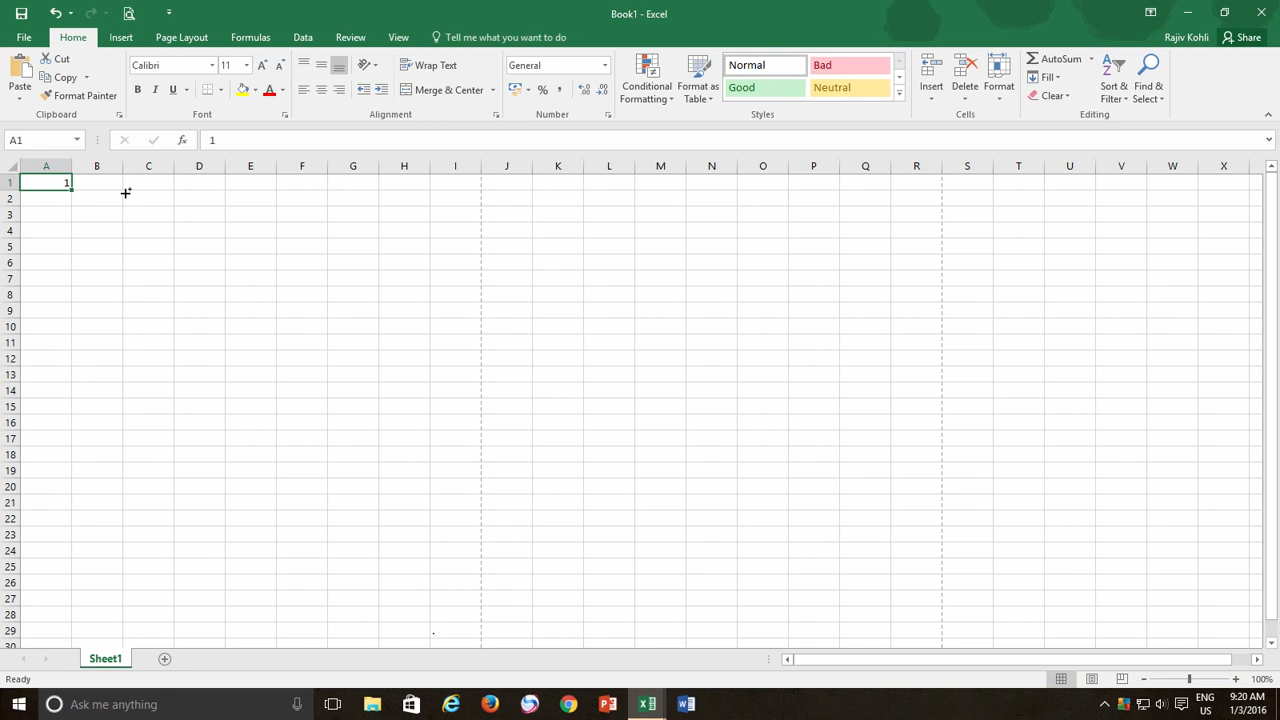 Book1 - Excel
File Home Insert Page Layout Formulas Data Review View Tell me what you want to do Rajiv Kohli Share
Paste Cut Copy Format Painter Clipboard
Calibri 11 B I U A Font
Wrap Text Merge & Center Alignment
General % , Number
Conditional Formatting Format as Table Normal Bad Good Neutral Styles
Insert Delete Format Cells
AutoSum Fill Clear Sort & Filter Find & Select Editing
A1 fx 1
A B C D E F G H I J K L M N O P Q R S T U V W X
1 1
2
3
4
5
6
7
8
9
10
11
12
13
14
15
16
17
18
19
20
21
22
23
24
25
26
27
28
29
30
Sheet1
Ready 100%
Ask me anything ENG 9:20 AM
US 1/3/2016